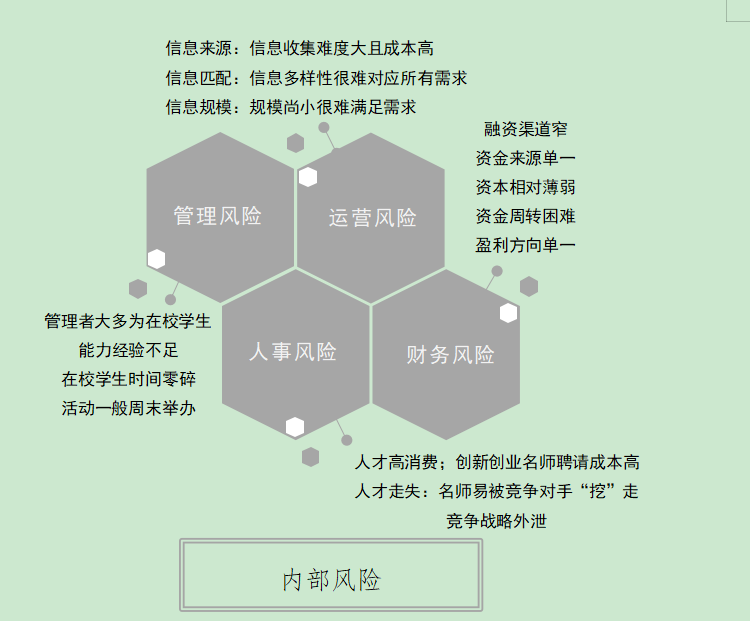 信息来源：信息收集难度大且成本高
信息匹配：信息多样性很难对应所有需求
信息规模：规模尚小很难满足需求
融资渠道窄
资金来源单一
资本相对薄弱
资金周转困难
盈利方向单一
管理风险
运营风险
管理者大多为在校学生
能力经验不足
在校学生时间零碎
活动一般周末举办
人事风险
财务风险
人才高消费；创新创业名师聘请成本高
人才走失：名师易被竞争对手“挖”走
竞争战略外泄
内部风险